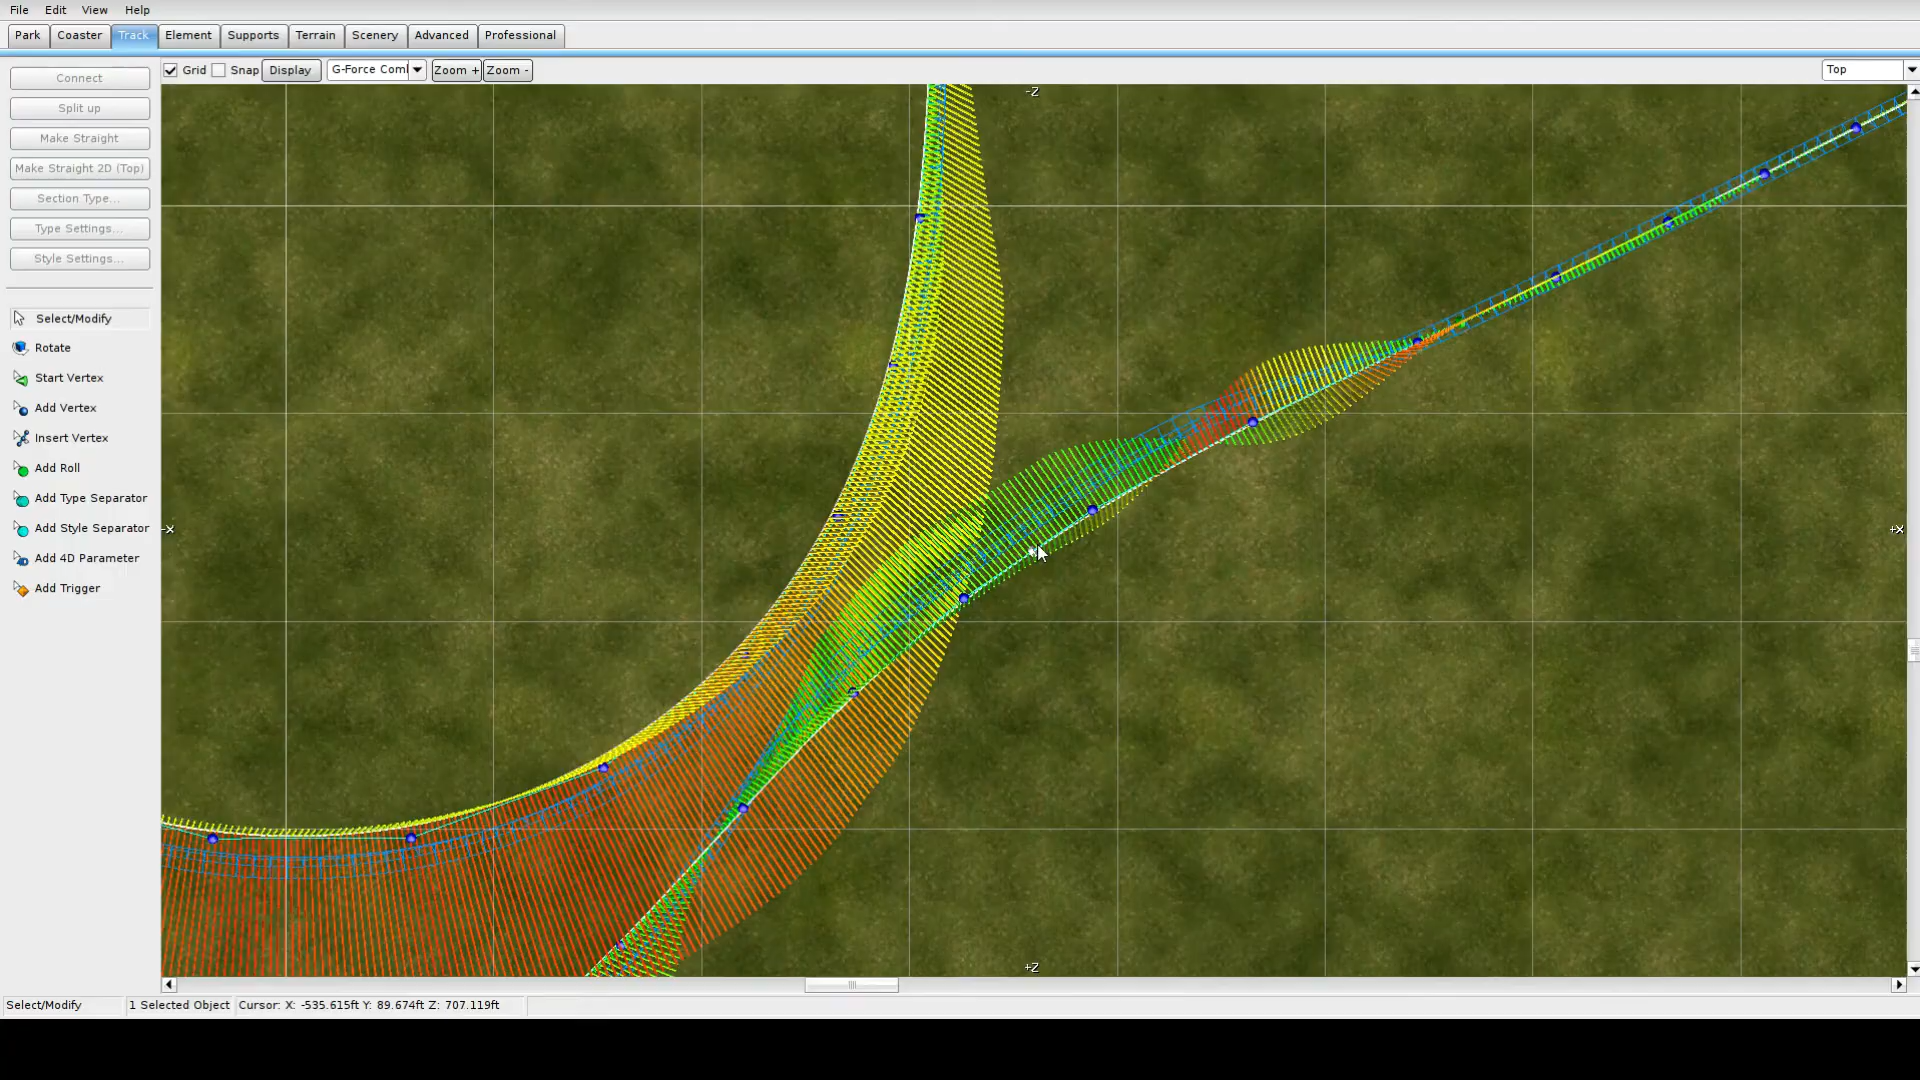 File Edit View Help
Park Coaster Track Element Supports Terrain Scenery Advanced Professional
Connect
Split up
Make Straight
Make Straight 2D (Top)
Section Type...
Type Settings...
Style Settings...
Select/Modify
Rotate
Start Vertex
Add Vertex
Insert Vertex
Add Roll
Add Type Separator
Add Style Separator
Add 4D Parameter
Add Trigger
Grid Snap Display G-Force Coml Zoom + Zoom - Top
-Z
-X
+X
+Z
Select/Modify 1 Selected Object Cursor: X: -535.615ft Y: 89.674ft Z: 707.119ft